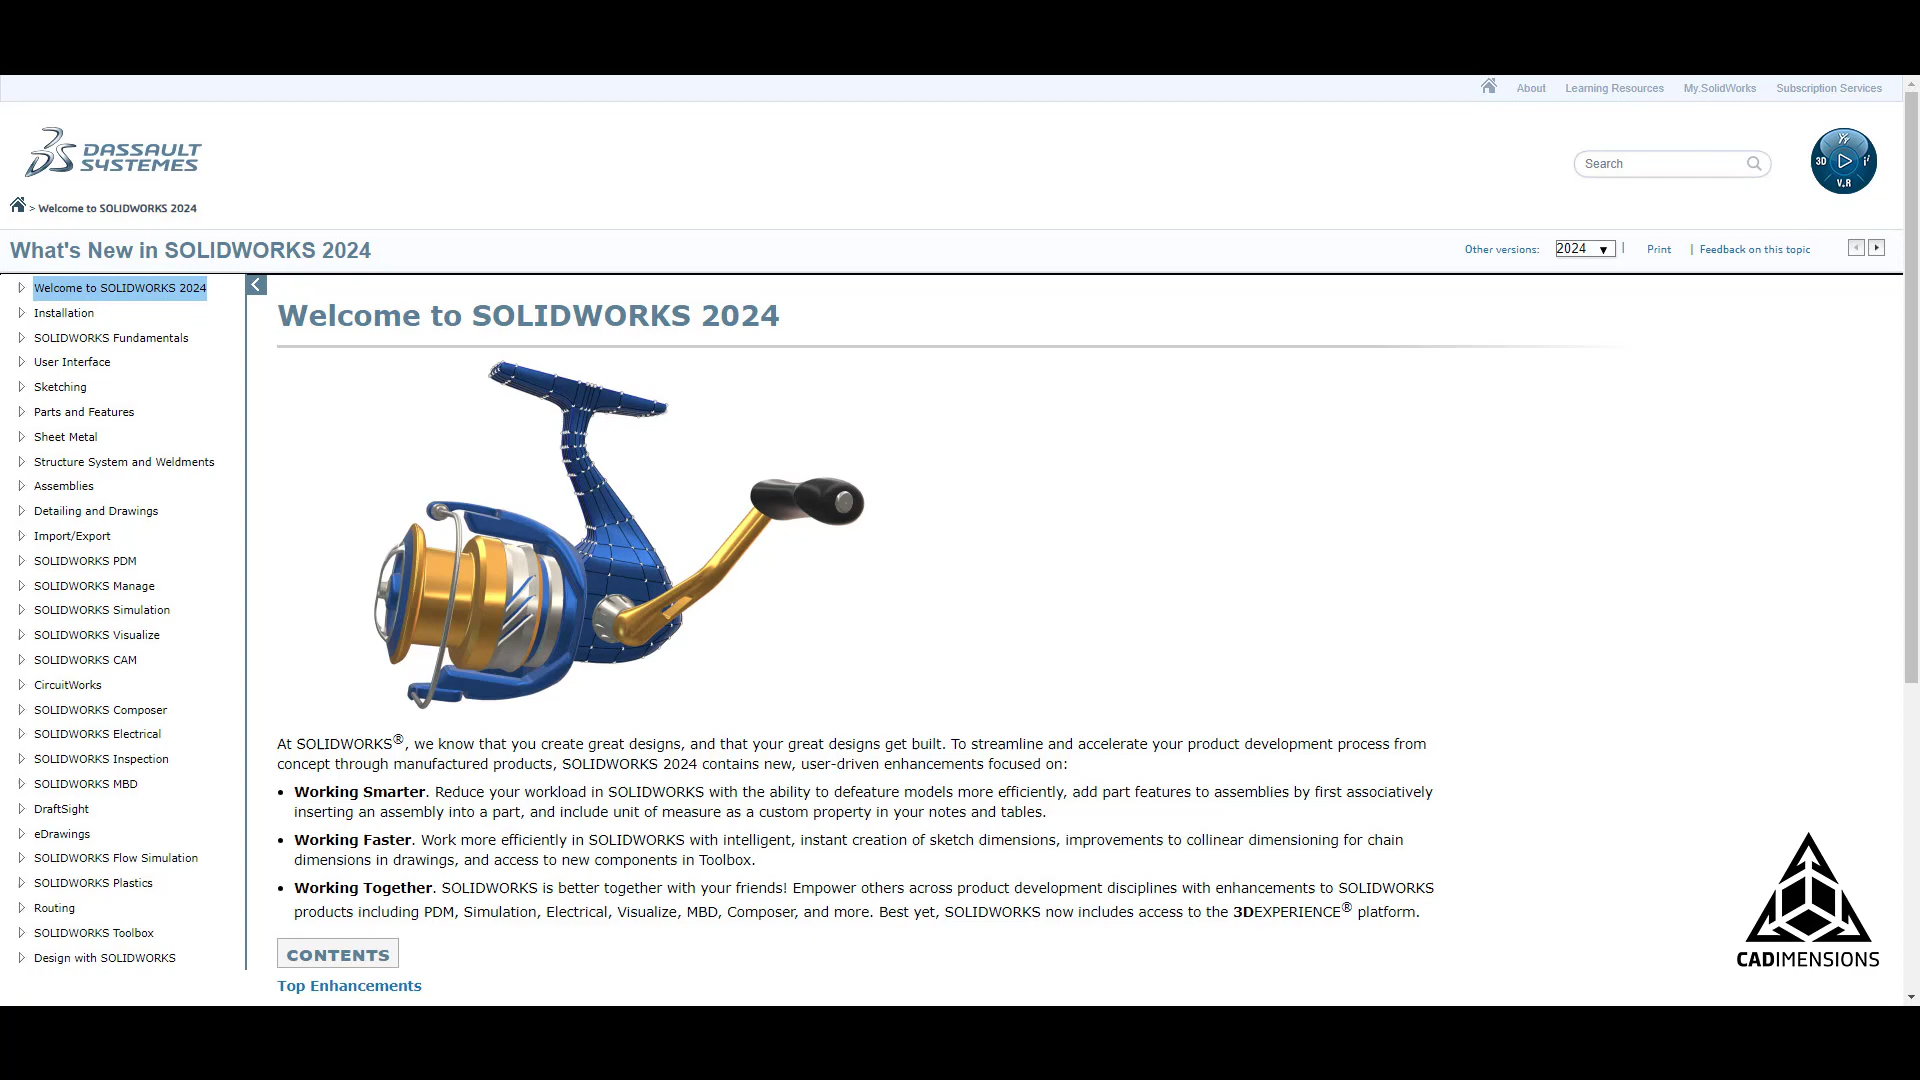 About Learning Resources My.SolidWorks Subscription Services
DASSAULT
SYSTEMES
Search
3D
V.R
> Welcome to SOLIDWORKS 2024
What's New in SOLIDWORKS 2024
Other versions: 2024 | Print | Feedback on this topic
Welcome to SOLIDWORKS 2024
Installation
SOLIDWORKS Fundamentals
User Interface
Sketching
Parts and Features
Sheet Metal
Structure System and Weldments
Assemblies
Detailing and Drawings
Import/Export
SOLIDWORKS PDM
SOLIDWORKS Manage
SOLIDWORKS Simulation
SOLIDWORKS Visualize
SOLIDWORKS CAM
CircuitWorks
SOLIDWORKS Composer
SOLIDWORKS Electrical
SOLIDWORKS Inspection
SOLIDWORKS MBD
DraftSight
eDrawings
SOLIDWORKS Flow Simulation
SOLIDWORKS Plastics
Routing
SOLIDWORKS Toolbox
Design with SOLIDWORKS
Welcome to SOLIDWORKS 2024
At SOLIDWORKS®, we know that you create great designs, and that your great designs get built. To streamline and accelerate your product development process from
concept through manufactured products, SOLIDWORKS 2024 contains new, user-driven enhancements focused on:
• Working Smarter. Reduce your workload in SOLIDWORKS with the ability to defeature models more efficiently, add part features to assemblies by first associatively
inserting an assembly into a part, and include unit of measure as a custom property in your notes and tables.
• Working Faster. Work more efficiently in SOLIDWORKS with intelligent, instant creation of sketch dimensions, improvements to collinear dimensioning for chain
dimensions in drawings, and access to new components in Toolbox.
• Working Together. SOLIDWORKS is better together with your friends! Empower others across product development disciplines with enhancements to SOLIDWORKS
products including PDM, Simulation, Electrical, Visualize, MBD, Composer, and more. Best yet, SOLIDWORKS now includes access to the 3DEXPERIENCE® platform.
CONTENTS
Top Enhancements
CADIMENSIONS